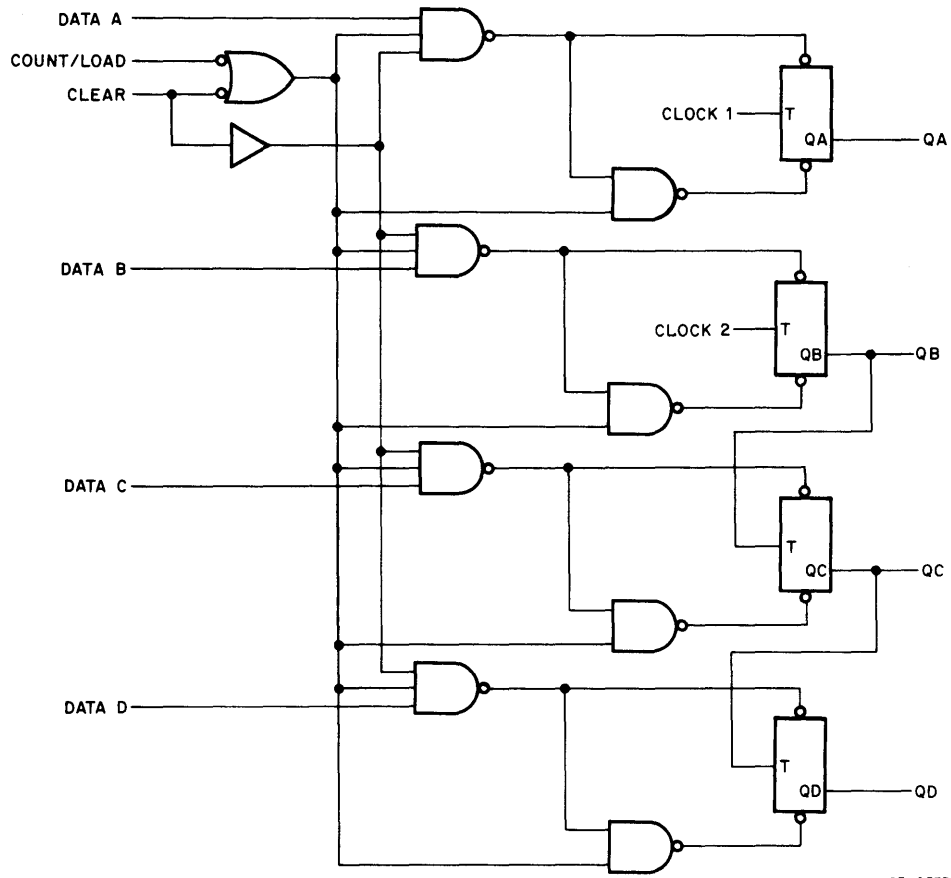 DATA A
COUNT/LOAD
CLEAR
CLOCK 1
T
QA
QA
DATA B
CLOCK 2
T
QB
QB
DATA C
T
QC
QC
DATA D
T
QD
QD